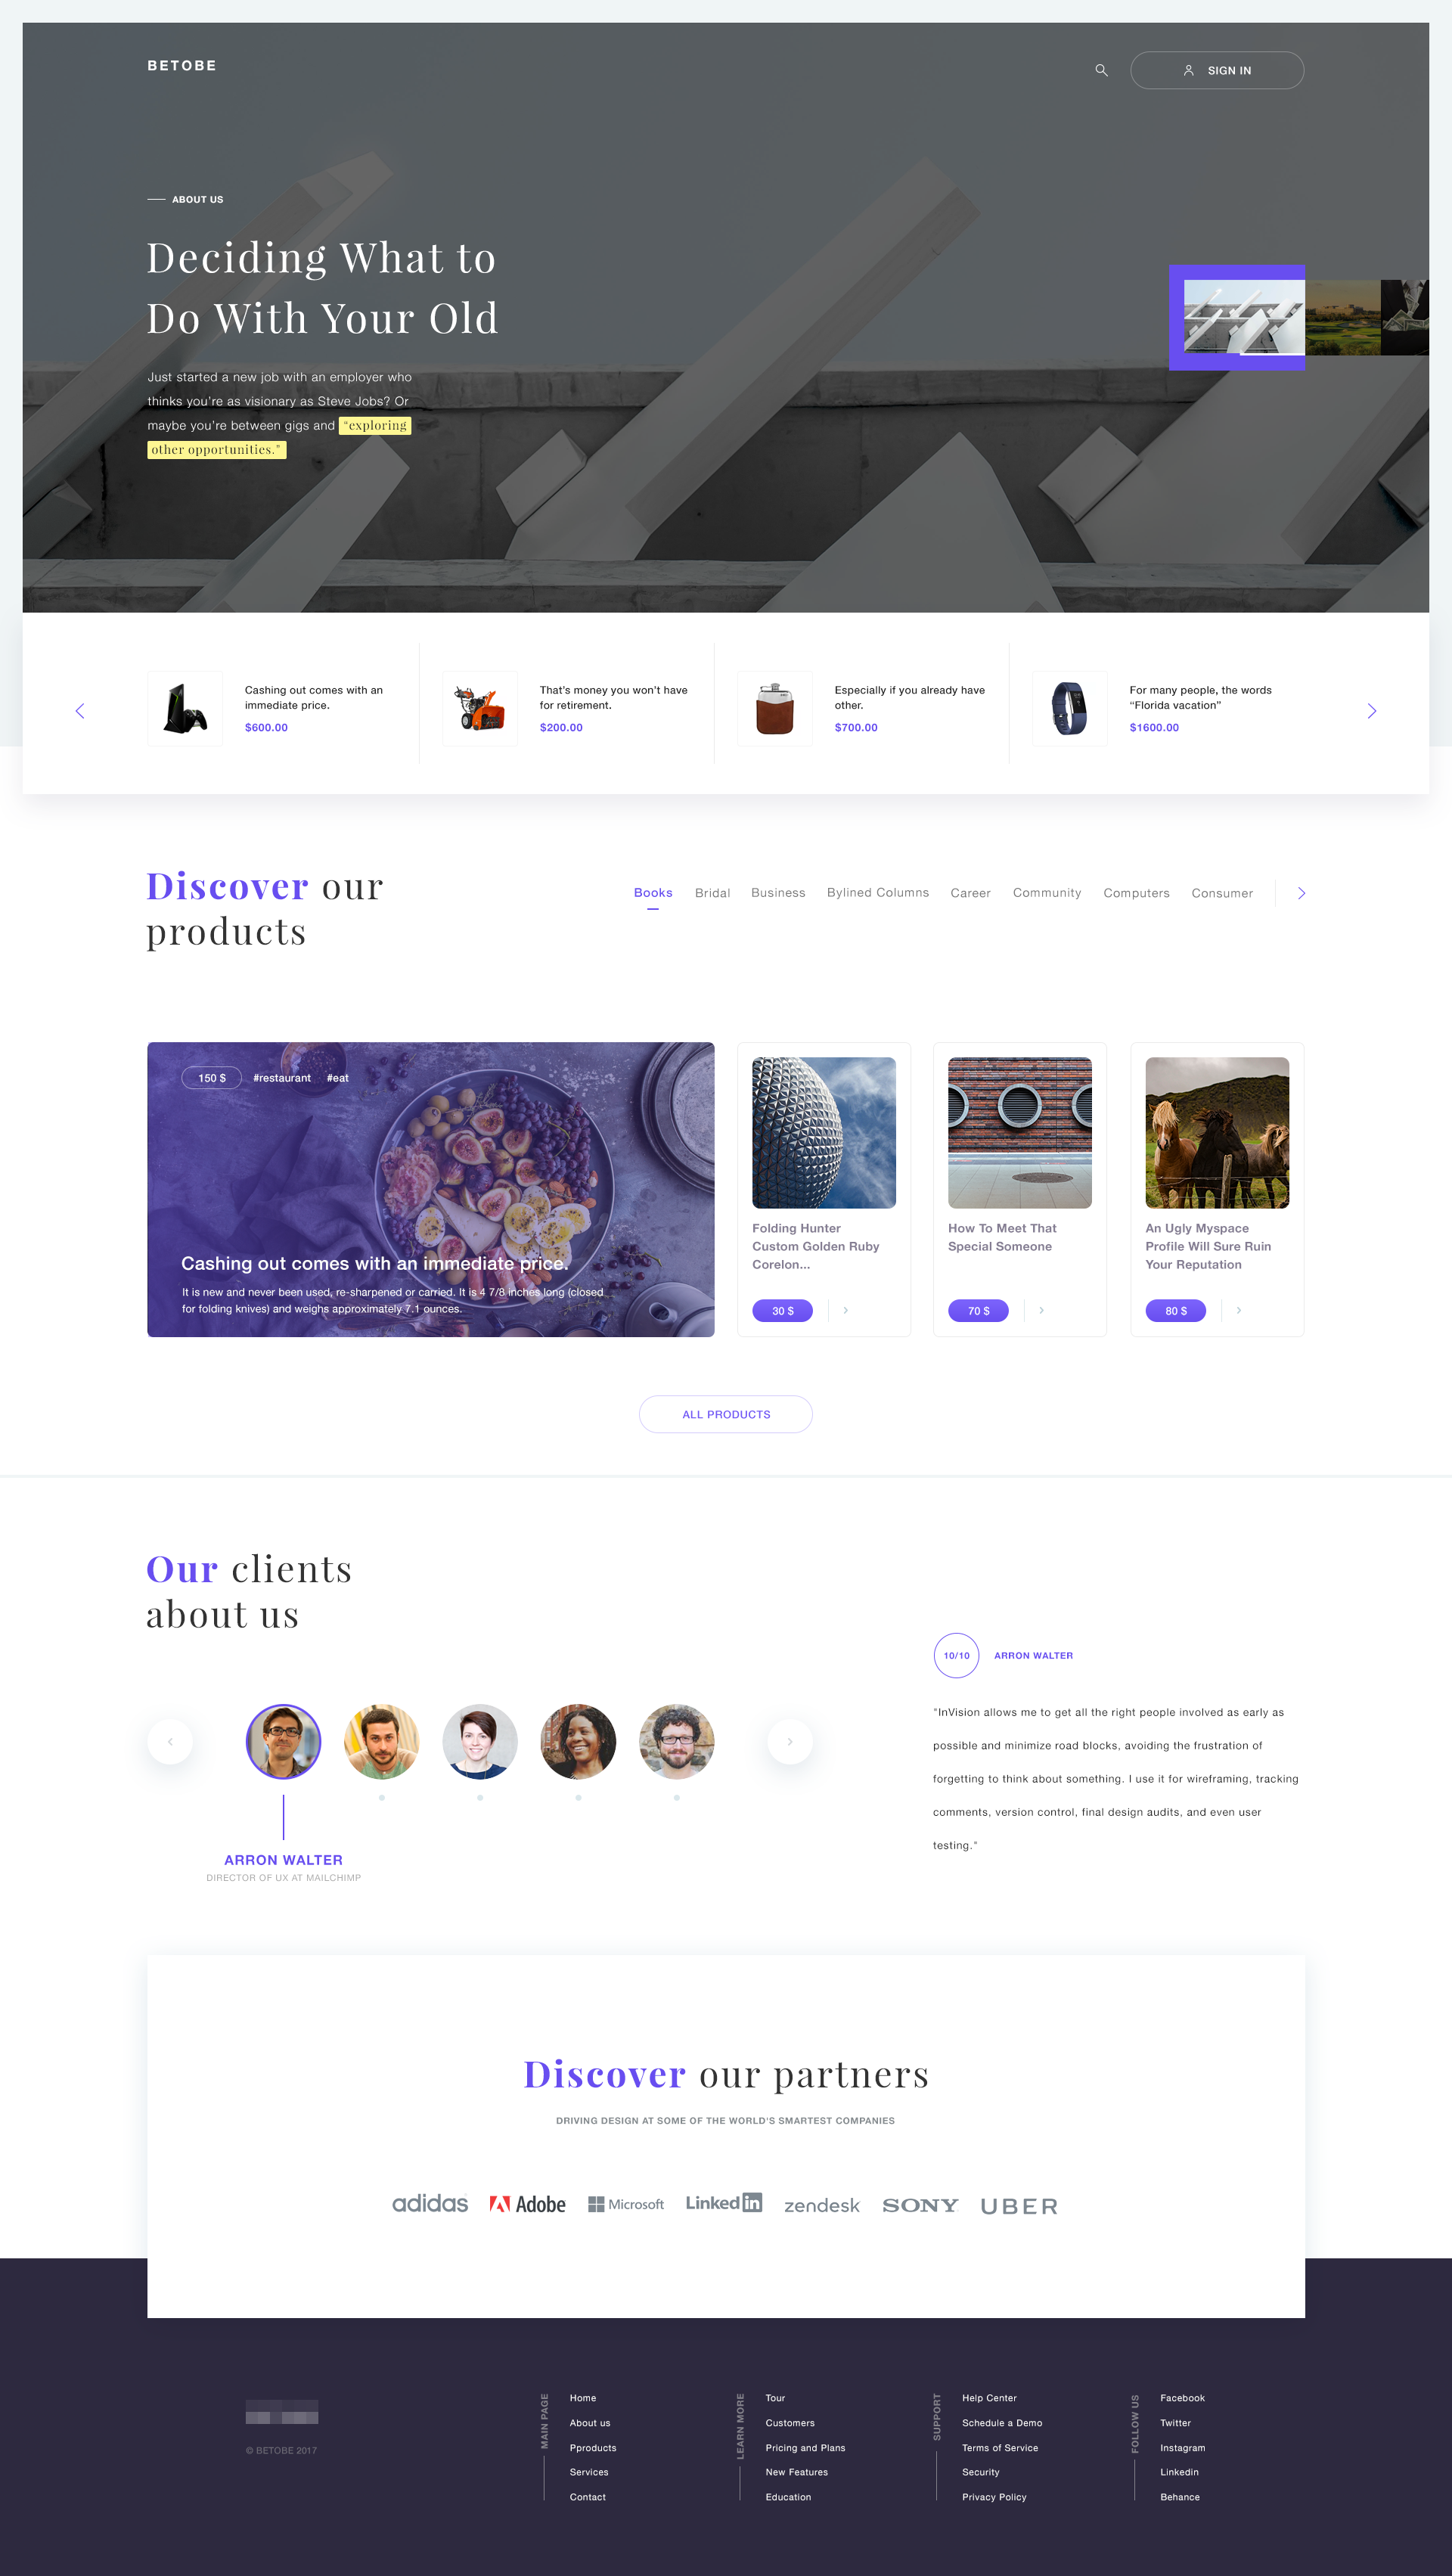 BETOBE
SIGN IN
ABOUT US
Deciding What to
Do With Your Old
Just started a new job with an employer who
thinks you're as visionary as Steve Jobs? Or
maybe you're between gigs and “exploring
other opportunities.”
Cashing out comes with an
immediate price.
$600.00
That's money you won't have
for retirement.
$200.00
Especially if you already have
other.
$700.00
For many people, the words
“Florida vacation”
$1600.00
Discover our
products
Books Bridal Business Bylined Columns Career Community Computers Consumer
150 $ #restaurant #eat
Cashing out comes with an immediate price.
It is new and never been used, re-sharpened or carried. It is 4 7/8 inches long (closed
for folding knives) and weighs approximately 7.1 ounces.
Folding Hunter
Custom Golden Ruby
Corelon...
30 $
How To Meet That
Special Someone
70 $
An Ugly Myspace
Profile Will Sure Ruin
Your Reputation
80 $
ALL PRODUCTS
Our clients
about us
ARRON WALTER
DIRECTOR OF UX AT MAILCHIMP
10/10 ARRON WALTER
"InVision allows me to get all the right people involved as early as
possible and minimize road blocks, avoiding the frustration of
forgetting to think about something. I use it for wireframing, tracking
comments, version control, final design audits, and even user
testing."
Discover our partners
DRIVING DESIGN AT SOME OF THE WORLD'S SMARTEST COMPANIES
adidas Adobe Microsoft Linkedin zendesk SONY UBER
© BETOBE 2017
MAIN PAGE
Home
About us
Pproducts
Services
Contact
LEARN MORE
Tour
Customers
Pricing and Plans
New Features
Education
SUPPORT
Help Center
Schedule a Demo
Terms of Service
Security
Privacy Policy
FOLLOW US
Facebook
Twitter
Instagram
Linkedin
Behance